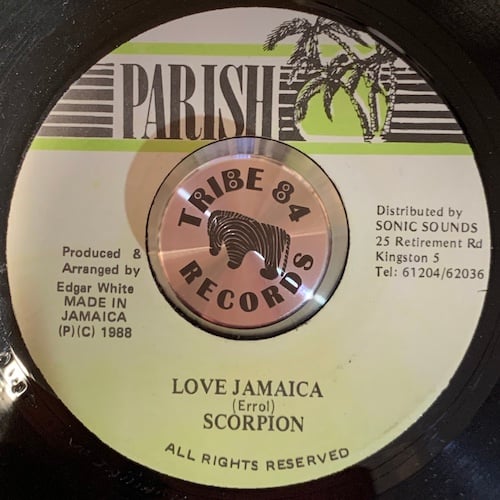 PARISH
TRIBE 84
RECORDS
Distributed by
SONIC SOUNDS
25 Retirement Rd
Kingston 5
Tel: 61204/62036
Produced &
Arranged by
Edgar White
MADE IN
JAMAICA
(P)(C) 1988
LOVE JAMAICA
(Errol)
SCORPION
ALL RIGHTS RESERVED